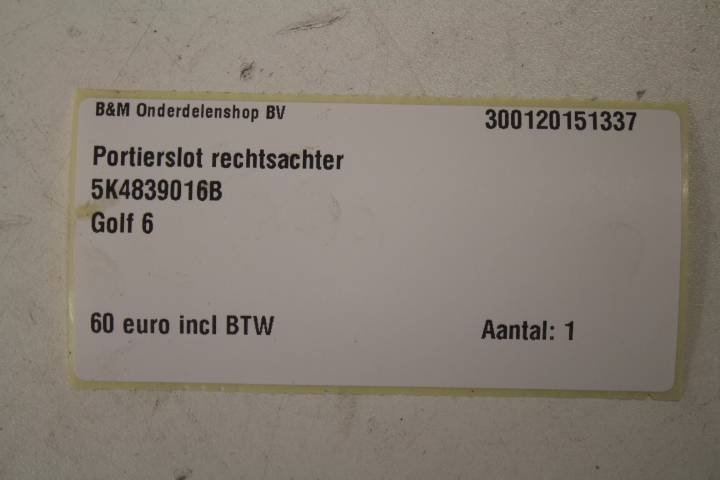 B&M Onderdelenshop BV
300120151337
Portierslot rechtsachter
5K4839016B
Golf 6
60 euro incl BTW
Aantal: 1